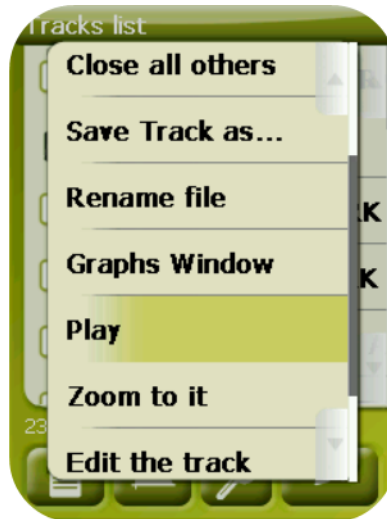 Tracks list
Close all others
Save Track as...
Rename file
K
Graphs Window
K
Play
Zoom to it
23
Edit the track